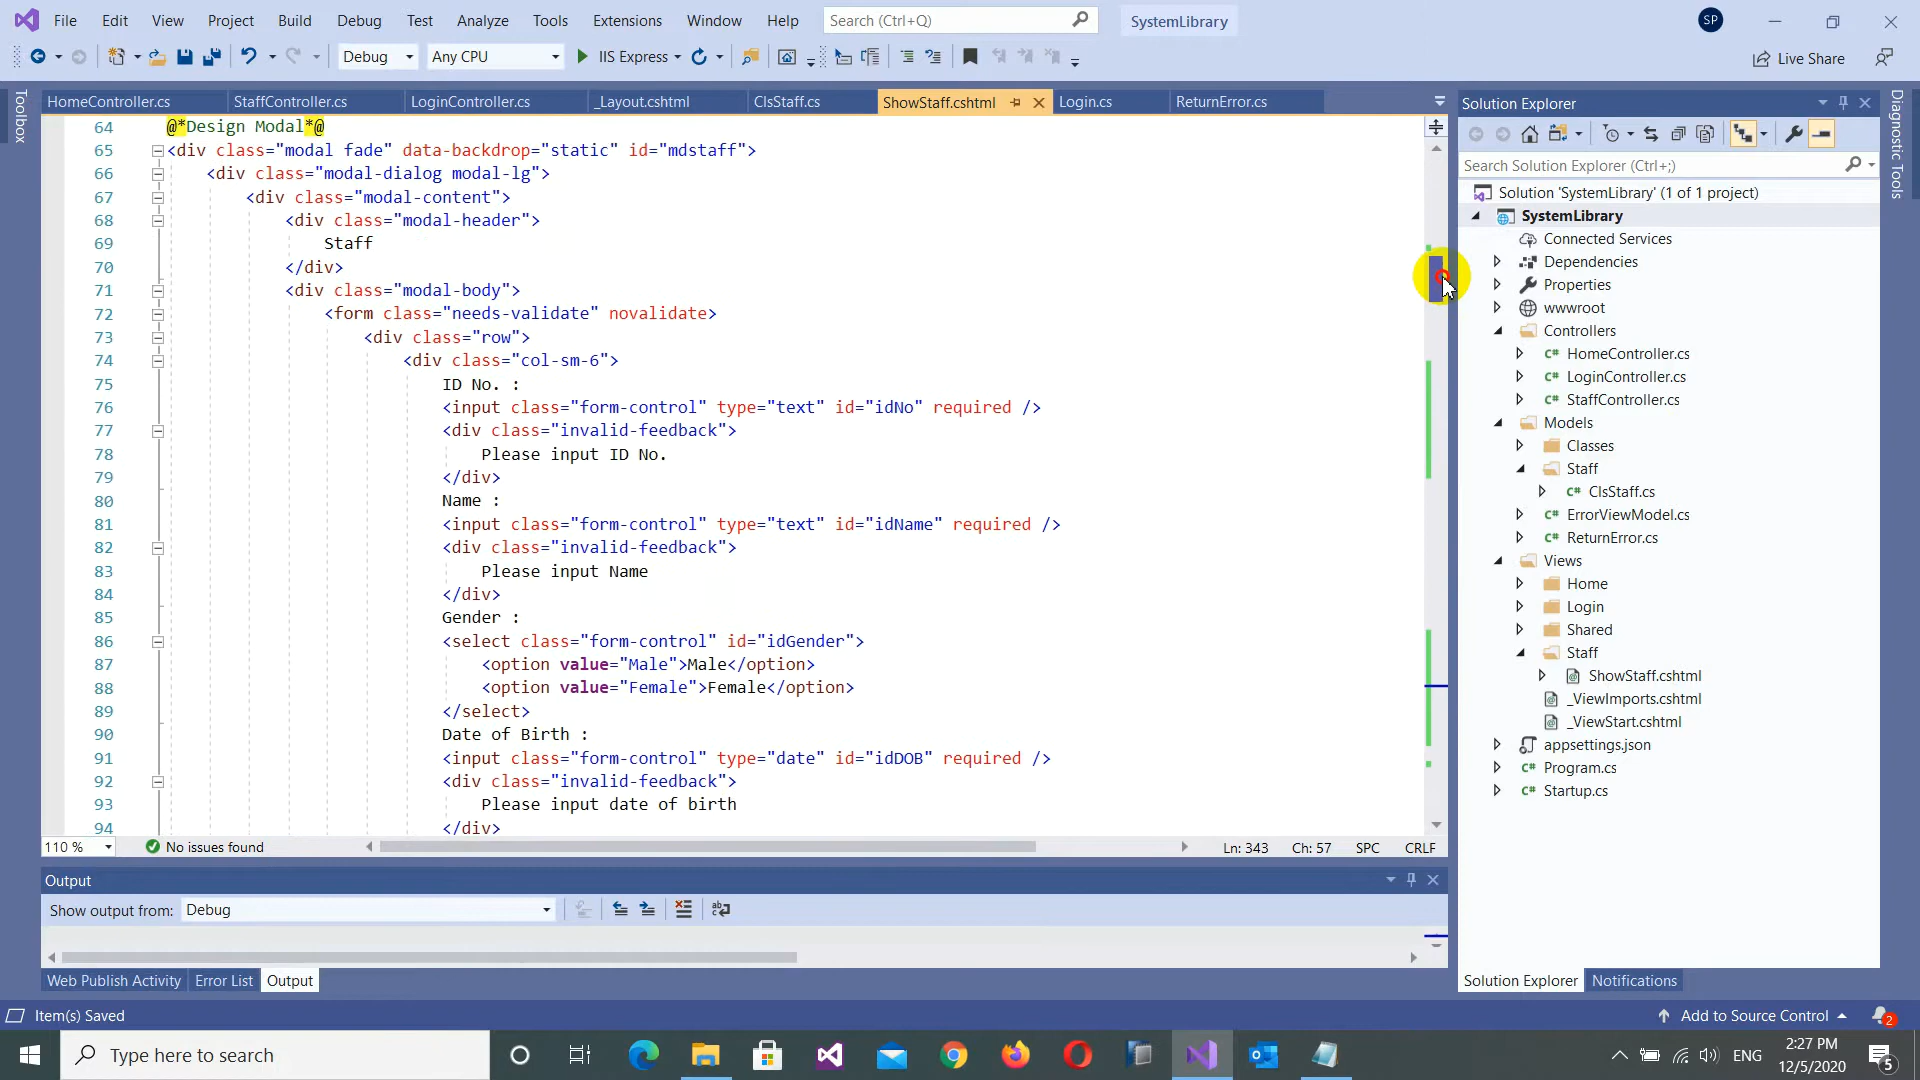 File Edit View Project Build Debug Test Analyze Tools Extensions Window Help Search (Ctrl+Q) SystemLibrary SP
Debug Any CPU IIS Express Live Share
Toolbox
HomeController.cs StaffController.cs LoginController.cs _Layout.cshtml ClsStaff.cs ShowStaff.cshtml Login.cs ReturnError.cs
64 @*Design Modal*@
65 <div class="modal fade" data-backdrop="static" id="mdstaff">
66 <div class="modal-dialog modal-lg">
67 <div class="modal-content">
68 <div class="modal-header">
69 Staff
70 </div>
71 <div class="modal-body">
72 <form class="needs-validate" novalidate>
73 <div class="row">
74 <div class="col-sm-6">
75 ID No. :
76 <input class="form-control" type="text" id="idNo" required />
77 <div class="invalid-feedback">
78 Please input ID No.
79 </div>
80 Name :
81 <input class="form-control" type="text" id="idName" required />
82 <div class="invalid-feedback">
83 Please input Name
84 </div>
85 Gender :
86 <select class="form-control" id="idGender">
87 <option value="Male">Male</option>
88 <option value="Female">Female</option>
89 </select>
90 Date of Birth :
91 <input class="form-control" type="date" id="idDOB" required />
92 <div class="invalid-feedback">
93 Please input date of birth
94 </div>
110 % No issues found Ln: 343 Ch: 57 SPC CRLF
Output
Show output from: Debug
Web Publish Activity Error List Output
Solution Explorer
Search Solution Explorer (Ctrl+;)
Solution 'SystemLibrary' (1 of 1 project)
SystemLibrary
Connected Services
Dependencies
Properties
wwwroot
Controllers
C# HomeController.cs
C# LoginController.cs
C# StaffController.cs
Models
Classes
Staff
C# ClsStaff.cs
C# ErrorViewModel.cs
C# ReturnError.cs
Views
Home
Login
Shared
Staff
ShowStaff.cshtml
_ViewImports.cshtml
_ViewStart.cshtml
appsettings.json
C# Program.cs
C# Startup.cs
Solution Explorer Notifications
Diagnostic Tools
Item(s) Saved Add to Source Control 2
Type here to search ENG 2:27 PM
12/5/2020 5